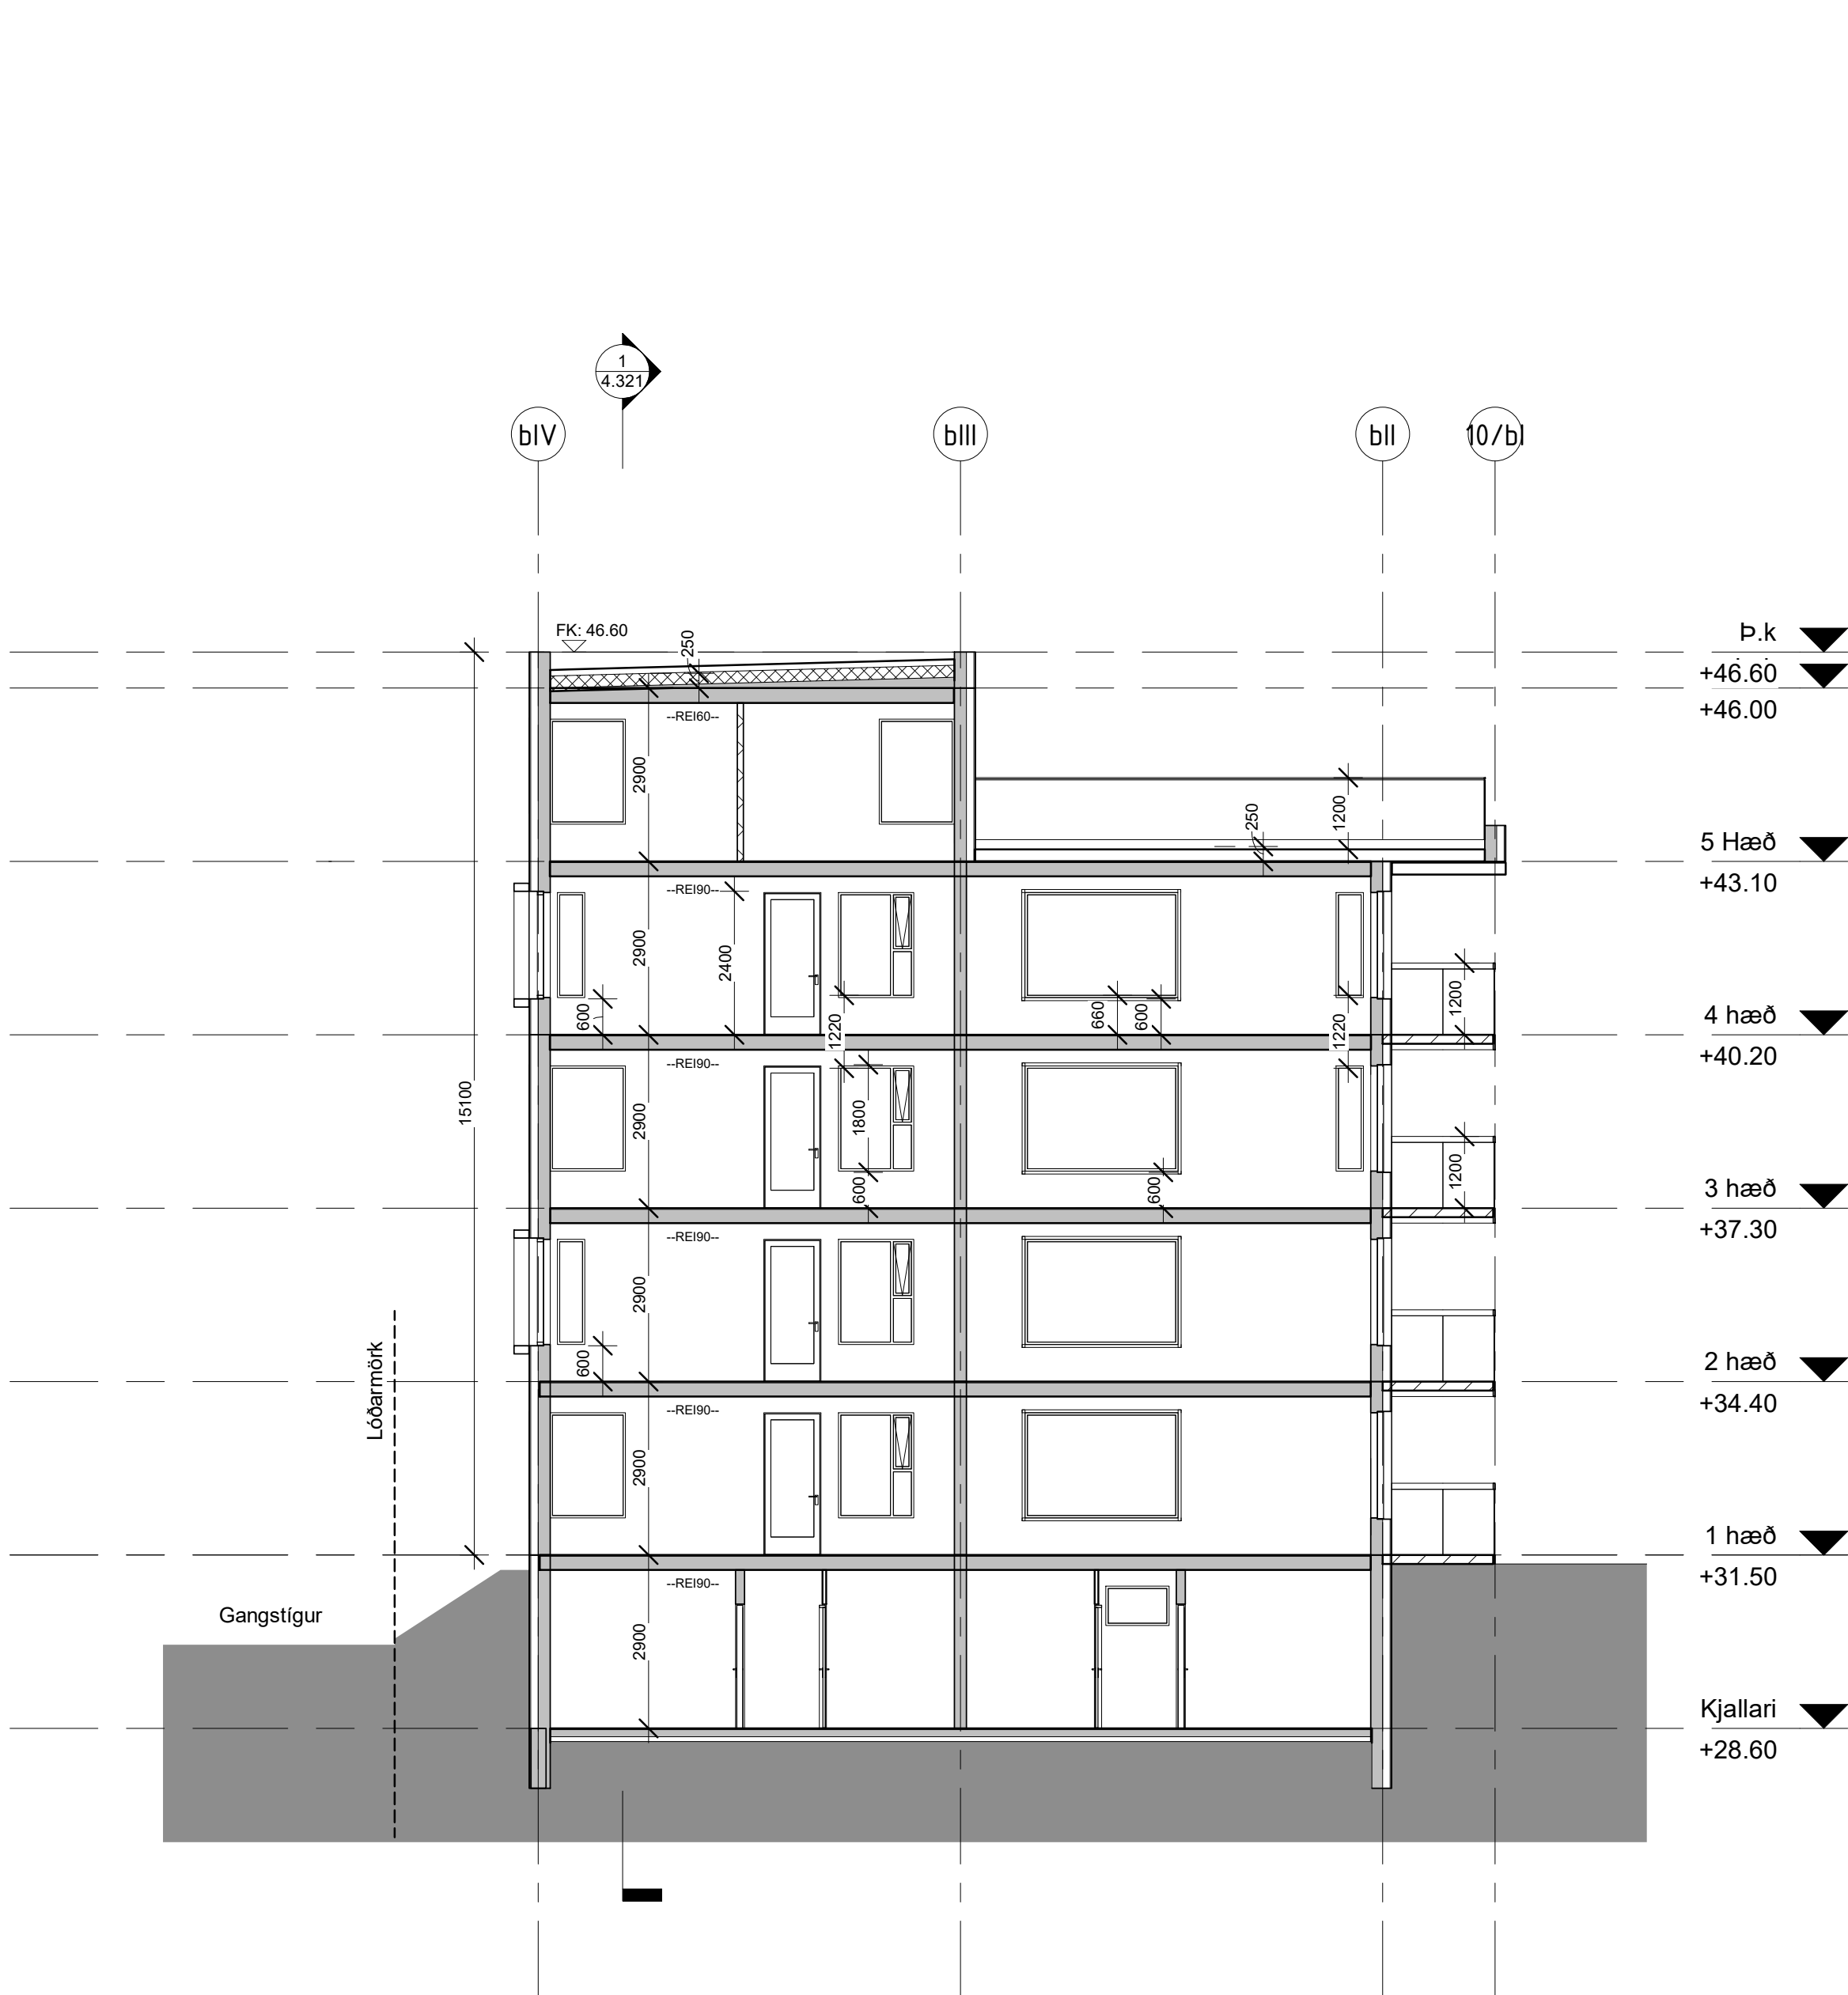 1
4.321
bIV
bIII
bII
10/bI
FK: 46.60
250
Þ.k
+46.60
+46.00
--REI60--
2900
250
1200
5 Hæð
+43.10
--REI90--
2900
2400
600
1220
660
600
1220
1200
4 hæð
+40.20
--REI90--
15100
2900
1800
600
600
1200
3 hæð
+37.30
--REI90--
2900
600
2 hæð
+34.40
Lóðarmörk
--REI90--
2900
1 hæð
+31.50
--REI90--
Gangstígur
2900
Kjallari
+28.60